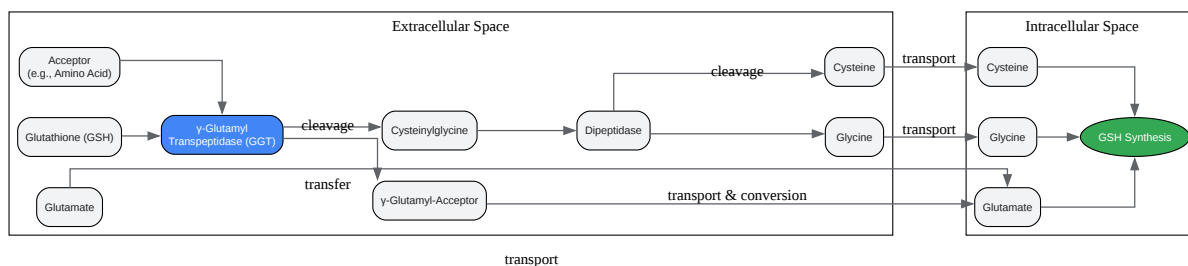 Extracellular Space
Intracellular Space
Acceptor
(e.g., Amino Acid)
Cysteine
transport
Cysteine
cleavage
Glutathione (GSH)
γ-Glutamyl
Transpeptidase (GGT)
cleavage
Cysteinylglycine
Dipeptidase
Glycine
transport
Glycine
GSH Synthesis
transfer
Glutamate
γ-Glutamyl-Acceptor
transport & conversion
Glutamate
transport